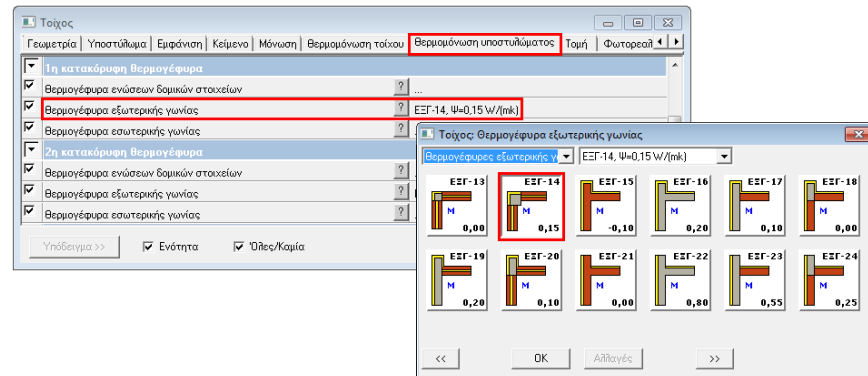 Τοίχος
Γεωμετρία Υποστύλωμα Εμφάνιση Κείμενο Μόνωση Θερμομόνωση τοίχου Θερμομόνωση υποστυλώματος Τομή Φωτορεαλ
1η κατακόρυφη θερμογέφυρα
Θερμογέφυρα ενώσεων δομικών στοιχείων ? ...
Θερμογέφυρα εξωτερικής γωνίας ? ΕΞΓ-14, Ψ=0,15 W/(mk)
Θερμογέφυρα εσωτερικής γωνίας ?
2η κατακόρυφη θερμογέφυρα
Θερμογέφυρα ενώσεων δομικών στοιχείων ?
Θερμογέφυρα εξωτερικής γωνίας ?
Θερμογέφυρα εσωτερικής γωνίας ?
Υπόδειγμα >> Ενότητα Όλες/Καμία
Τοίχος: Θερμογέφυρα εξωτερικής γωνίας
Θερμογέφυρες εξωτερικής γ ΕΞΓ-14, Ψ=0,15 W/(mk)
ΕΞΓ-13 ΕΞΓ-14 ΕΞΓ-15 ΕΞΓ-16 ΕΞΓ-17 ΕΞΓ-18
M M M M M M
0,00 0,15 -0,10 0,20 0,10 0,00
ΕΞΓ-19 ΕΞΓ-20 ΕΞΓ-21 ΕΞΓ-22 ΕΞΓ-23 ΕΞΓ-24
M M M M M M
0,20 0,10 0,00 0,80 0,55 0,25
<< OK Αλλαγές >>